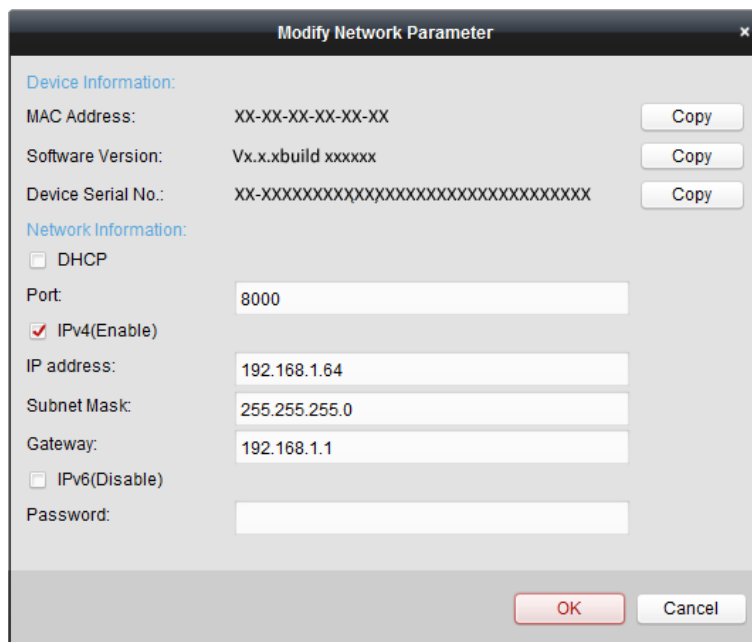 Modify Network Parameter ×
Device Information:
MAC Address: XX-XX-XX-XX-XX-XX Copy
Software Version: Vx.x.xbuild xxxxxx Copy
Device Serial No.: XX-XXXXXXXXXXXXXXXXXXXXXXXXXXXXXXX Copy
Network Information:
DHCP
Port: 8000
IPv4(Enable)
IP address: 192.168.1.64
Subnet Mask: 255.255.255.0
Gateway: 192.168.1.1
IPv6(Disable)
Password:
OK Cancel